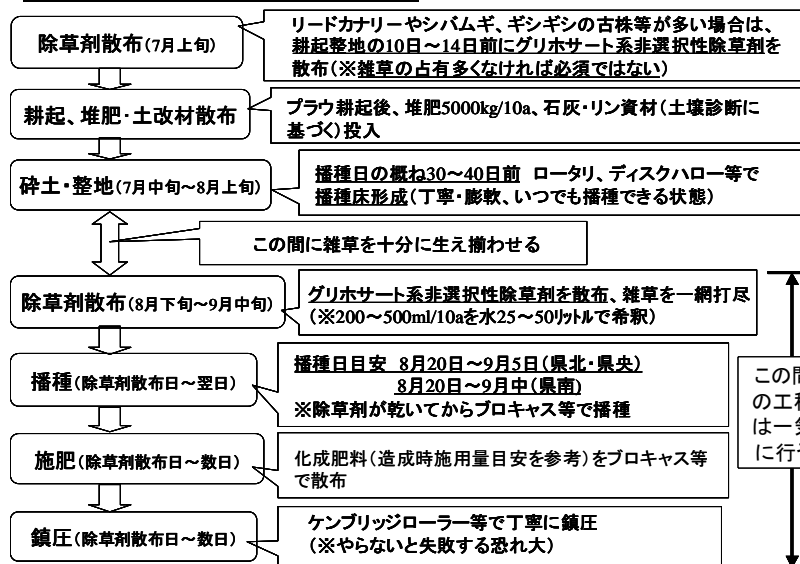 除草剤散布(7月上旬)
リードカナリーやシバムギ、ギシギシの古株等が多い場合は、
耕起整地の10日～14日前にグリホサート系非選択性除草剤を
散布(※雑草の占有多くなければ必須ではない)
耕起、堆肥・土改材散布
プラウ耕起後、堆肥5000kg/10a、石灰・リン資材(土壌診断に
基づく)投入
砕土・整地(7月中旬～8月上旬)
播種日の概ね30～40日前 ロータリ、ディスクハロー等で
播種床形成(丁寧・膨軟、いつでも播種できる状態)
この間に雑草を十分に生え揃わせる
除草剤散布(8月下旬～9月中旬)
グリホサート系非選択性除草剤を散布、雑草を一網打尽
(※200～500ml/10aを水25～50リットルで希釈)
播種(除草剤散布日～翌日)
播種日目安 8月20日～9月5日(県北・県央)
8月20日～9月中(県南)
※除草剤が乾いてからブロキャス等で播種
施肥(除草剤散布日～数日)
化成肥料(造成時施用量目安を参考)をブロキャス等
で散布
鎮圧(除草剤散布日～数日)
ケンブリッジローラー等で丁寧に鎮圧
(※やらないと失敗する恐れ大)
この間
の工程
は一気
に行う